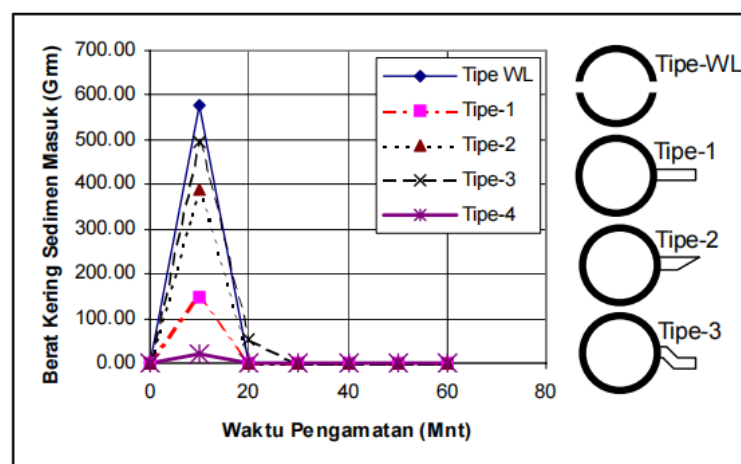 Berat Kering Sedimen Masuk (Grm)
700.00
600.00
500.00
400.00
300.00
200.00
100.00
0.00
0
20
40
60
80
Waktu Pengamatan (Mnt)
Tipe WL
Tipe-1
Tipe-2
Tipe-3
Tipe-4
Tipe-WL
Tipe-1
Tipe-2
Tipe-3